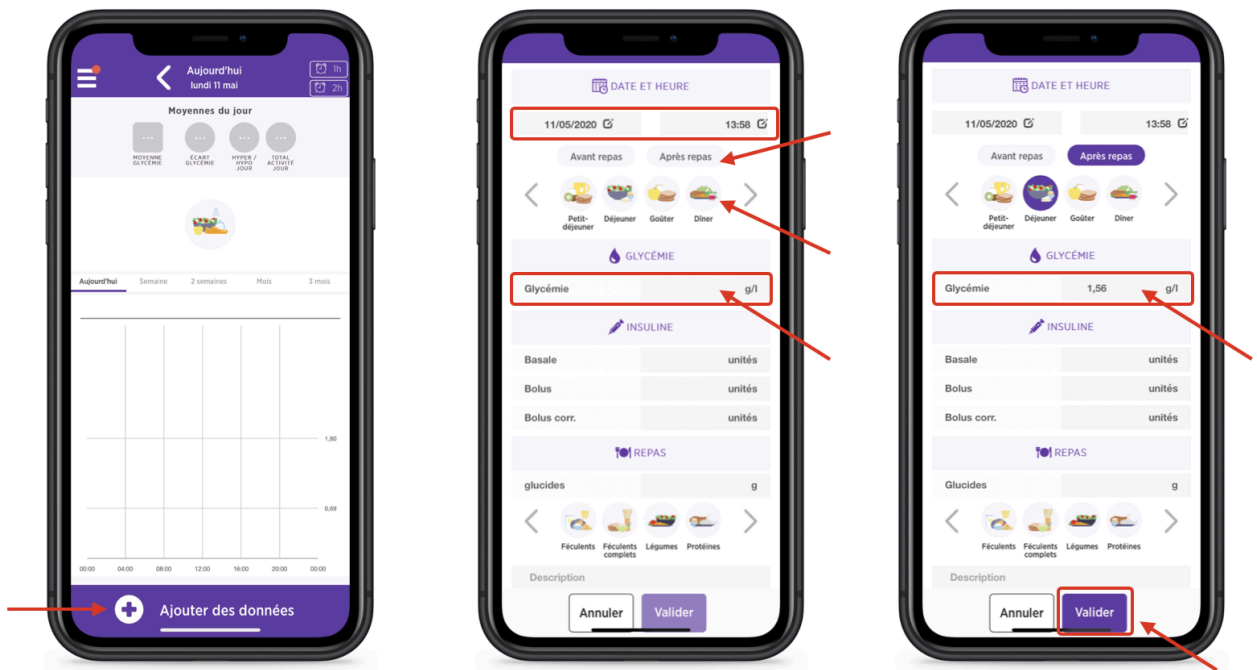 Aujourd'hui
lundi 11 mai
1h
2h
Moyennes du jour
MOYENNE GLYCÉMIE
ÉCART GLYCÉMIE
HYPER / HYPO JOUR
TOTAL ACTIVITÉ JOUR
Aujourd'hui Semaine 2 semaines Mois 3 mois
1,80
0,69
00:00 04:00 08:00 12:00 16:00 20:00 00:00
Ajouter des données
DATE ET HEURE
11/05/2020 13:58
Avant repas Après repas
Petit-déjeuner Déjeuner Goûter Dîner
GLYCÉMIE
Glycémie g/l
INSULINE
Basale unités
Bolus unités
Bolus corr. unités
REPAS
glucides g
Féculents Féculents complets Légumes Protéines
Description
Annuler Valider
DATE ET HEURE
11/05/2020 13:58
Avant repas Après repas
Petit-déjeuner Déjeuner Goûter Dîner
GLYCÉMIE
Glycémie 1,56 g/l
INSULINE
Basale unités
Bolus unités
Bolus corr. unités
REPAS
Glucides g
Féculents Féculents complets Légumes Protéines
Description
Annuler Valider